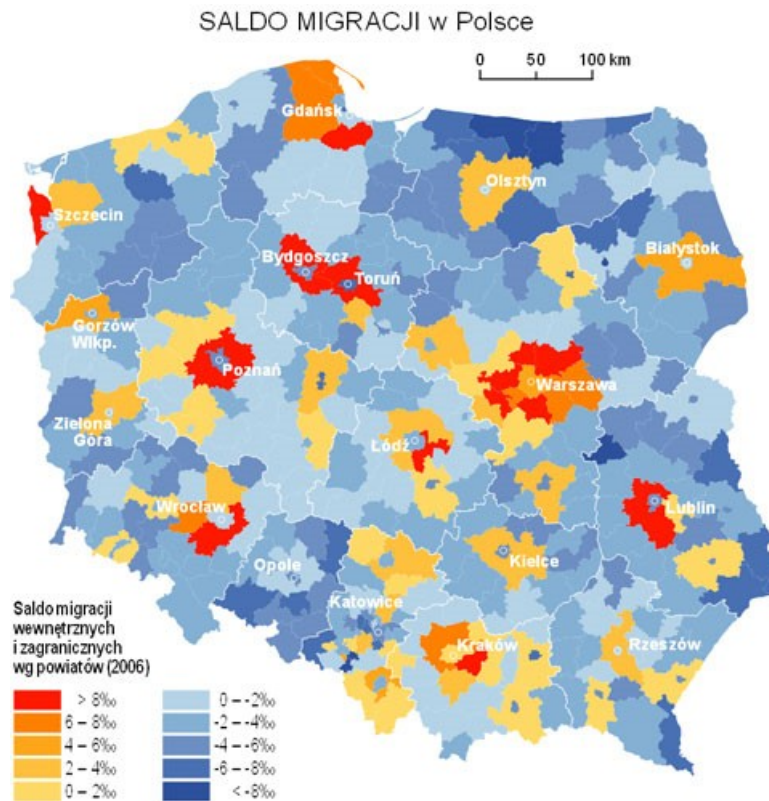 SALDO MIGRACJI w Polsce
0 50 100 km
Gdańsk
Olsztyn
Szczecin
Bydgoszcz
Toruń
Białystok
Gorzów
Wlkp.
Poznań
Warszawa
Zielona
Góra
Łódź
Wrocław
Lublin
Opole
Kielce
Katowice
Kraków
Rzeszów
Saldo migracji
wewnętrznych
i zagranicznych
wg powiatów (2006)
> 8‰
6 – 8‰
4 – 6‰
2 – 4‰
0 – 2‰
0 – -2‰
-2 – -4‰
-4 – -6‰
-6 – -8‰
< -8‰